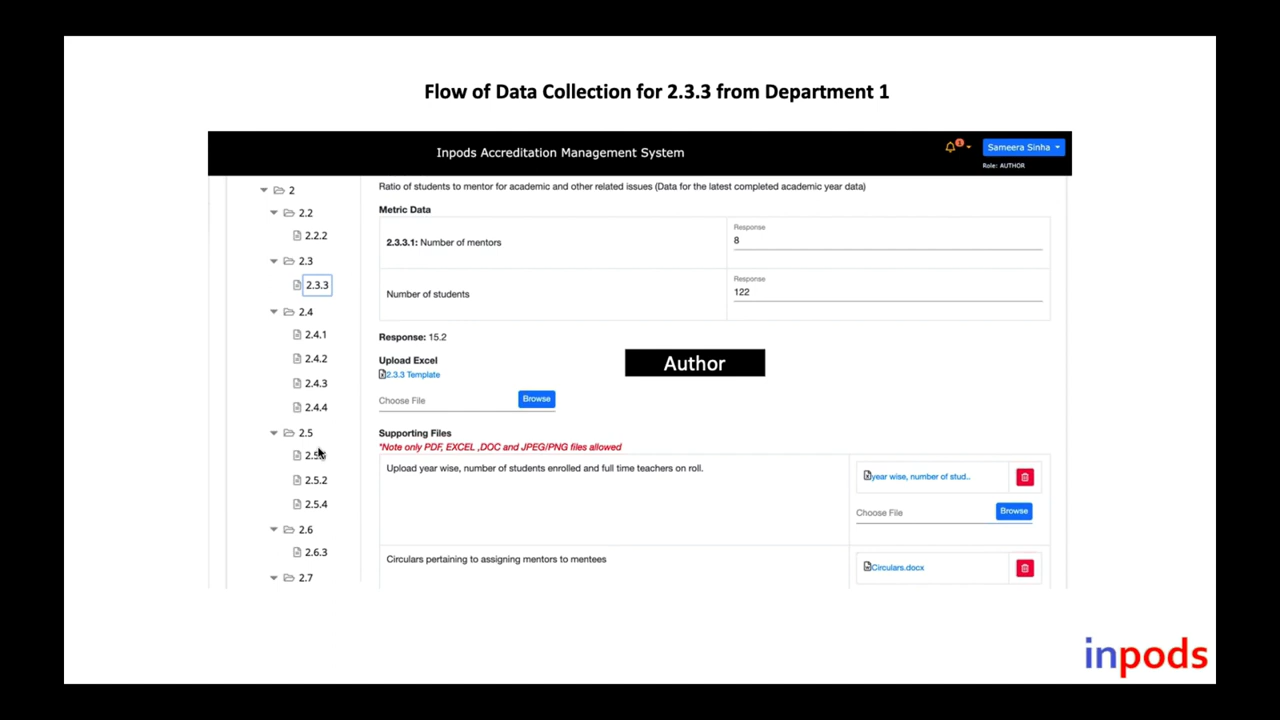 Flow of Data Collection for 2.3.3 from Department 1
Inpods Accreditation Management System
1
Sameera Sinha
Role: AUTHOR
2
2.2
2.2.2
2.3
2.3.3
2.4
2.4.1
2.4.2
2.4.3
2.4.4
2.5
2.5.2
2.5.4
2.6
2.6.3
2.7
Ratio of students to mentor for academic and other related issues (Data for the latest completed academic year data)
Metric Data
2.3.3.1: Number of mentors
Response
8
Number of students
Response
122
Response: 15.2
Author
Upload Excel
2.3.3 Template
Choose File
Browse
Supporting Files
*Note only PDF, EXCEL ,DOC and JPEG/PNG files allowed
Upload year wise, number of students enrolled and full time teachers on roll.
year wise, number of stud..
Choose File
Browse
Circulars pertaining to assigning mentors to mentees
Circulars.docx
inpods